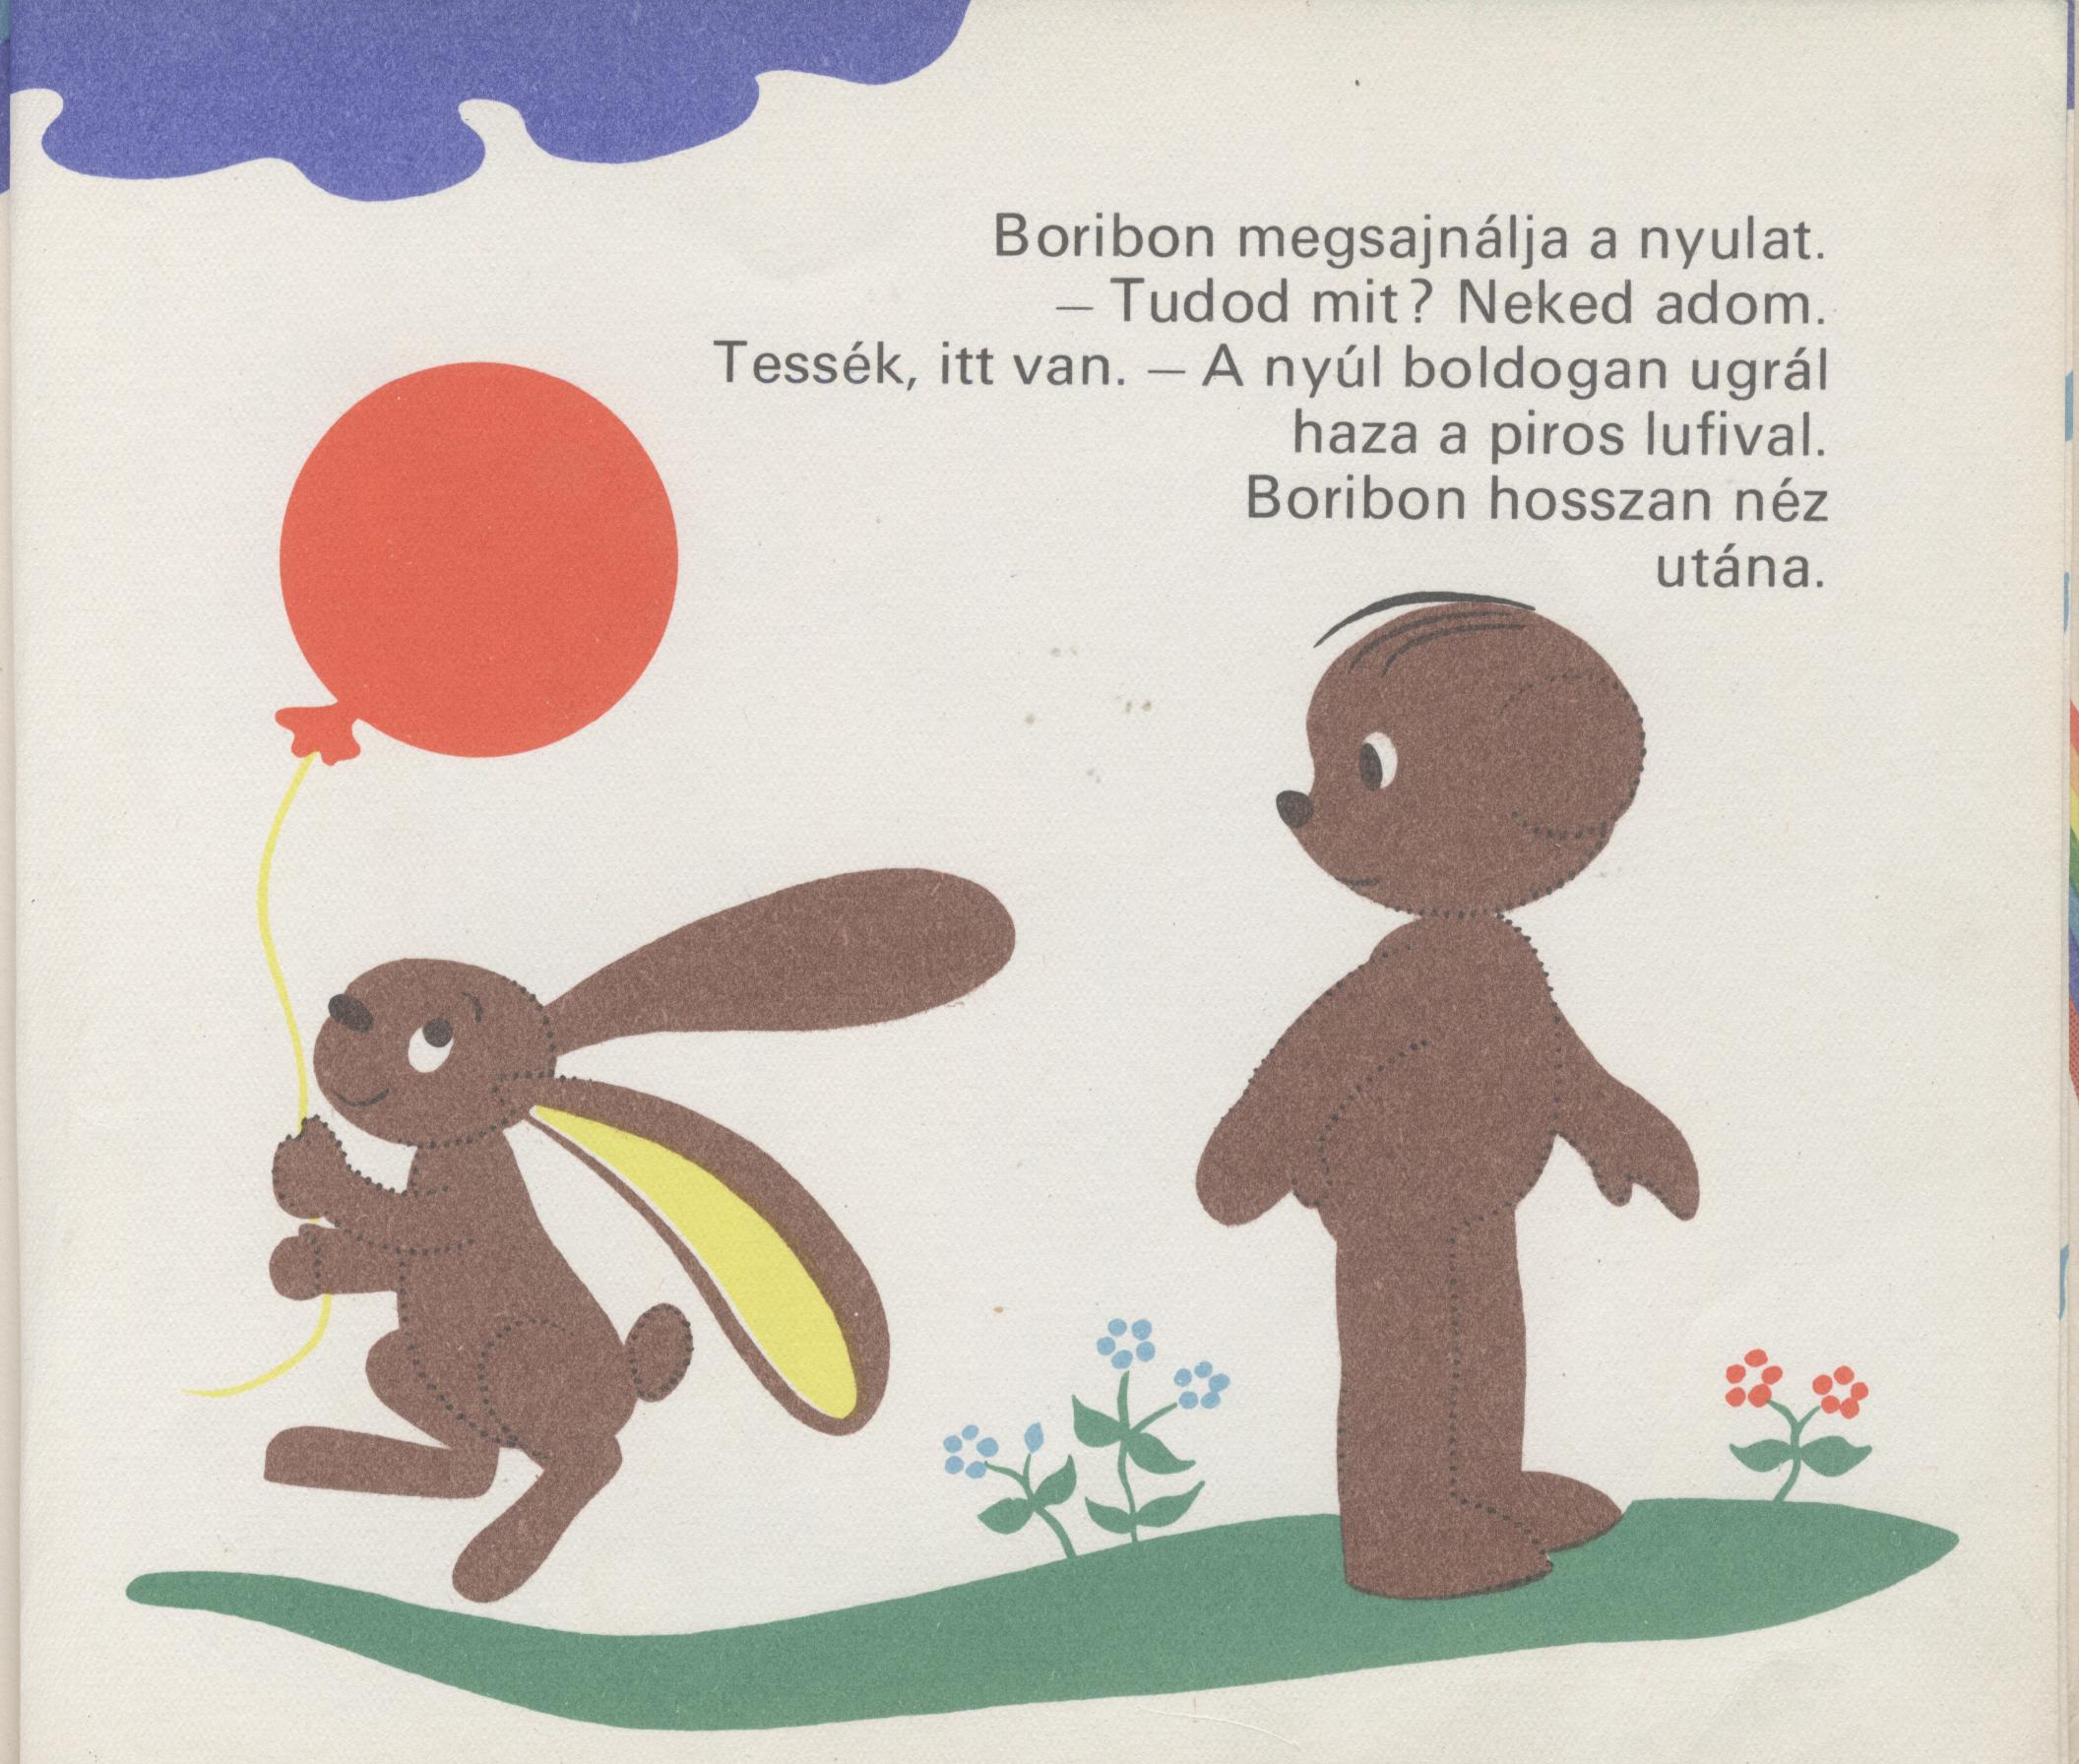 Boribon megsajnálja a nyulat.
– Tudod mit? Neked adom.
Tessék, itt van. – A nyúl boldogan ugrál
haza a piros lufival.
Boribon hosszan néz
utána.